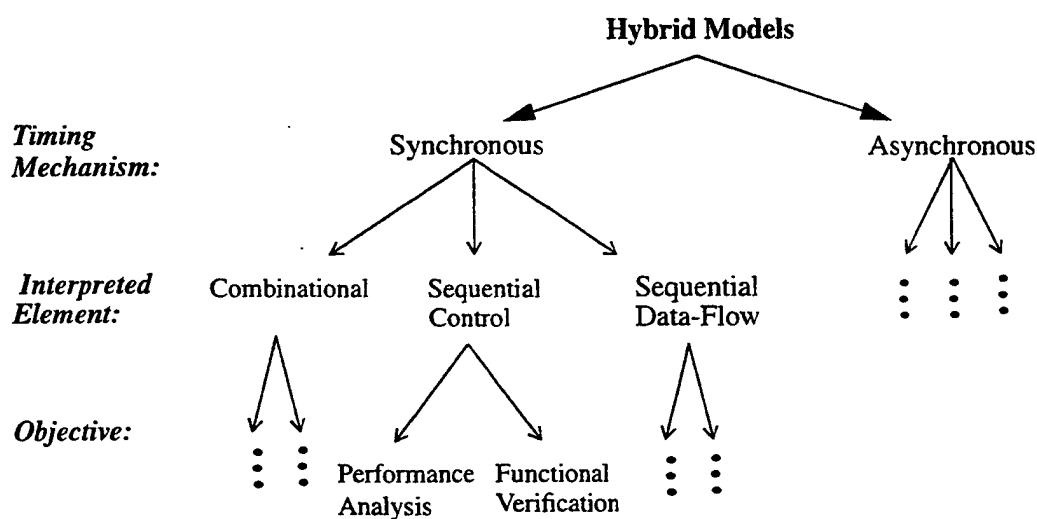 Hybrid Models
Timing
Mechanism:
Synchronous
Asynchronous
Interpreted
Element:
Combinational
Sequential
Control
Sequential
Data-Flow
Objective:
Performance
Analysis
Functional
Verification